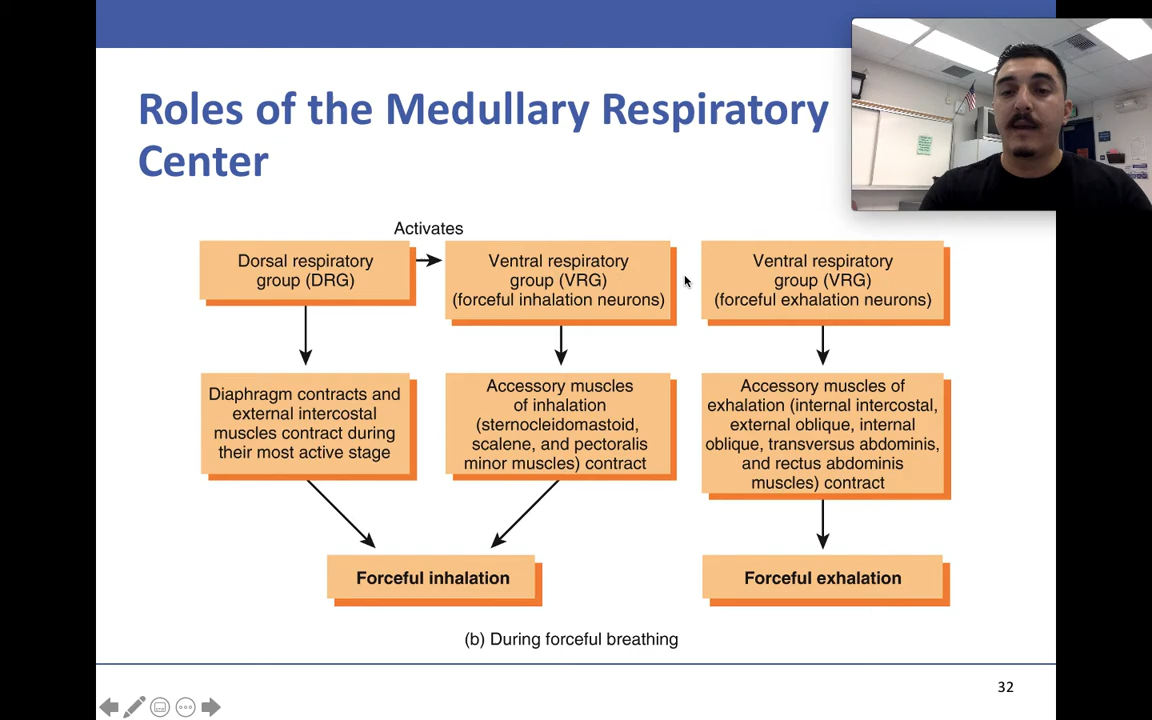 Roles of the Medullary Respiratory
Center
Activates
Dorsal respiratory
group (DRG)
Ventral respiratory
group (VRG)
(forceful inhalation neurons)
Ventral respiratory
group (VRG)
(forceful exhalation neurons)
Diaphragm contracts and
external intercostal
muscles contract during
their most active stage
Accessory muscles
of inhalation
(sternocleidomastoid,
scalene, and pectoralis
minor muscles) contract
Accessory muscles of
exhalation (internal intercostal,
external oblique, internal
oblique, transversus abdominis,
and rectus abdominis
muscles) contract
Forceful inhalation
Forceful exhalation
(b) During forceful breathing
32